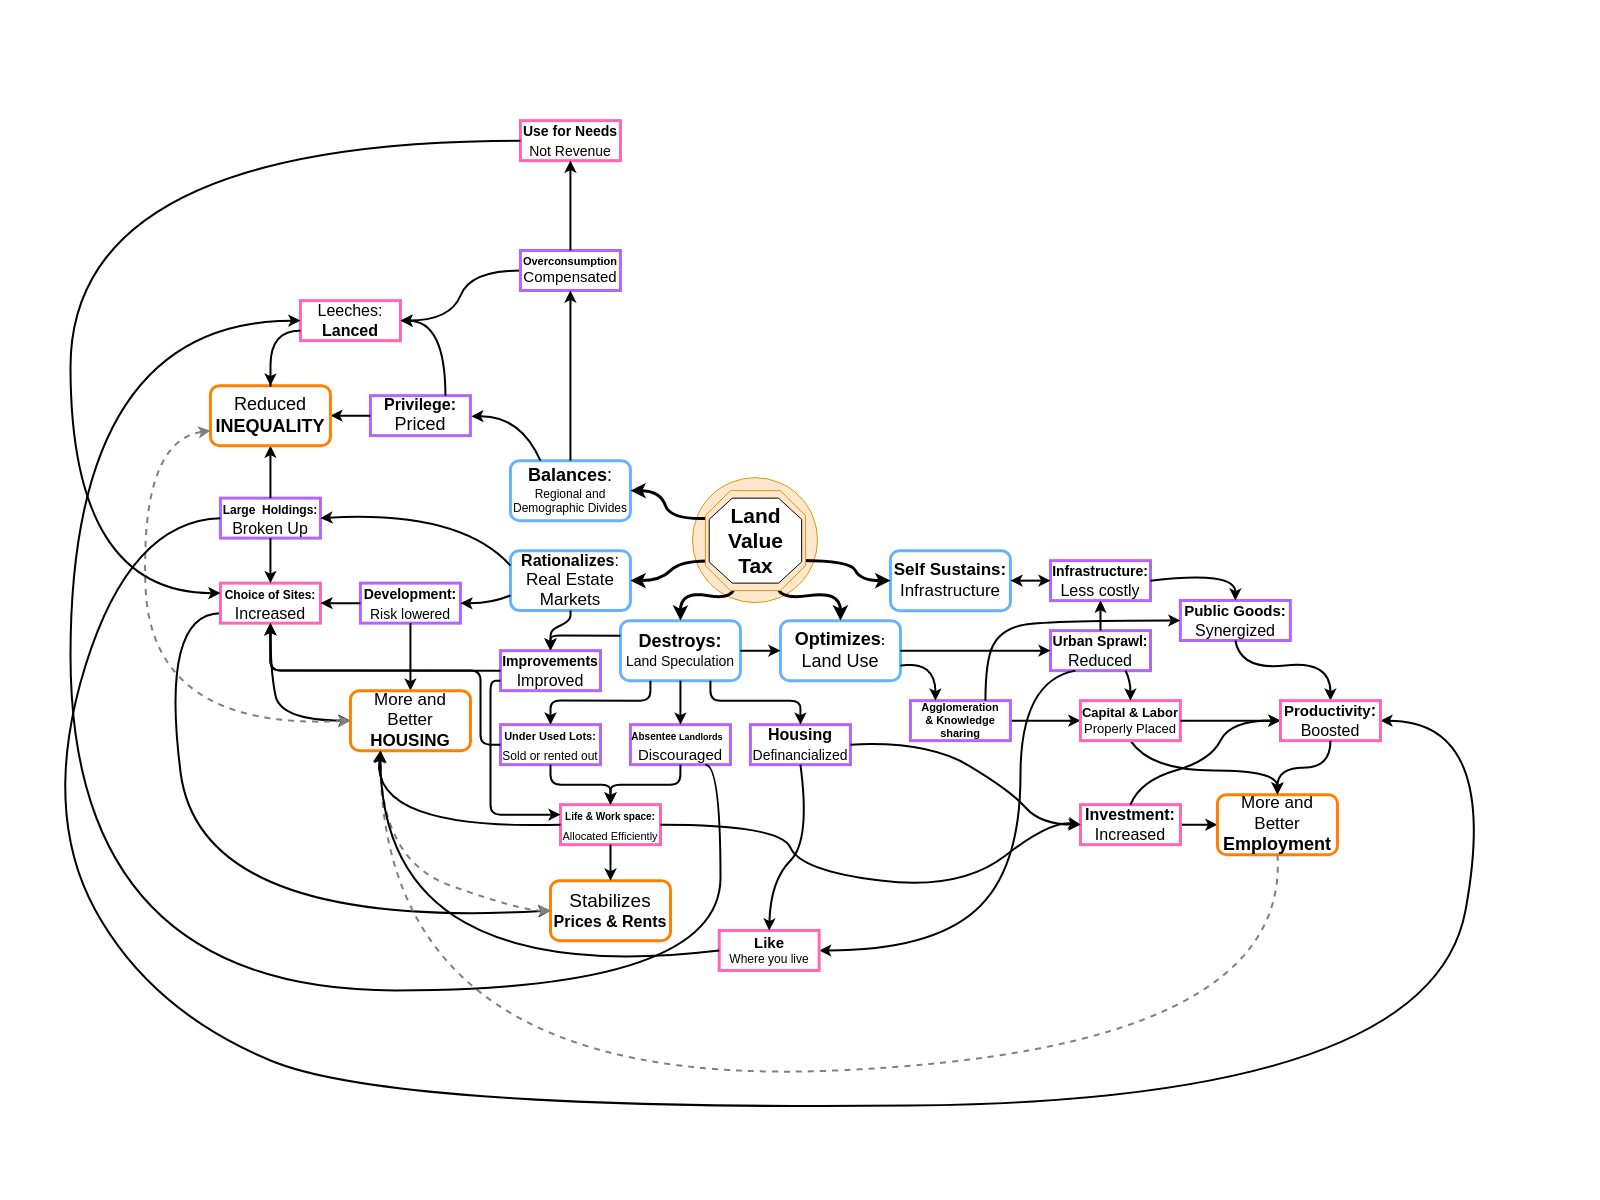 Use for Needs
Not Revenue
Overconsumption
Compensated
Leeches:
Lanced
Reduced
INEQUALITY
Privilege:
Priced
Balances:
Regional and
Demographic Divides
Large Holdings:
Broken Up
Land
Value
Tax
Rationalizes:
Real Estate
Markets
Self Sustains:
Infrastructure
Infrastructure:
Less costly
Choice of Sites:
Increased
Development:
Risk lowered
Public Goods:
Synergized
Destroys:
Land Speculation
Optimizes:
Land Use
Urban Sprawl:
Reduced
Improvements
Improved
More and
Better
HOUSING
Agglomeration
& Knowledge
sharing
Capital & Labor
Properly Placed
Productivity:
Boosted
Under Used Lots:
Sold or rented out
Absentee Landlords
Discouraged
Housing
Definancialized
Life & Work space:
Allocated Efficiently
Investment:
Increased
More and
Better
Employment
Stabilizes
Prices & Rents
Like
Where you live